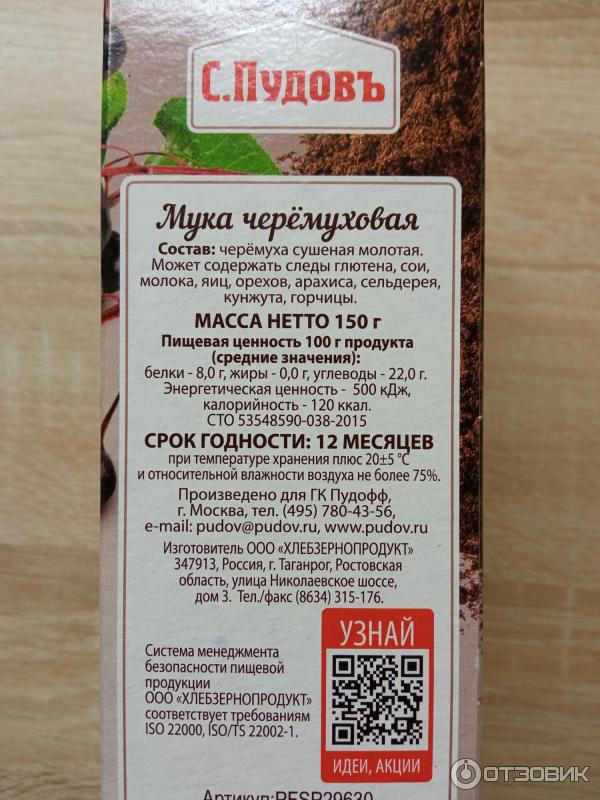 С.ПУДОВЪ
Мука черёмуховая
Состав: черёмуха сушеная молотая.
Может содержать следы глютена, сои,
молока, яиц, орехов, арахиса, сельдерея,
кунжута, горчицы.
МАССА НЕТТО 150 г
Пищевая ценность 100 г продукта
(средние значения):
белки - 8,0 г, жиры - 0,0 г, углеводы - 22,0 г.
Энергетическая ценность - 500 кДж,
калорийность - 120 ккал.
СТО 53548590-038-2015
СРОК ГОДНОСТИ: 12 МЕСЯЦЕВ
при температуре хранения плюс 20±5 °С
и относительной влажности воздуха не более 75%.
Произведено для ГК Пудофф,
г. Москва, тел. (495) 780-43-56,
e-mail: pudov@pudov.ru, www.pudov.ru
Изготовитель ООО «ХЛЕБЗЕРНОПРОДУКТ»
347913, Россия, г. Таганрог, Ростовская
область, улица Николаевское шоссе,
дом 3. Тел./факс (8634) 315-176.
Система менеджмента
безопасности пищевой
продукции
ООО «ХЛЕБЗЕРНОПРОДУКТ»
соответствует требованиям
ISO 22000, ISO/TS 22002-1.
УЗНАЙ
ИДЕИ, АКЦИИ
Артикул:PFSP29630
ОТЗОВИК